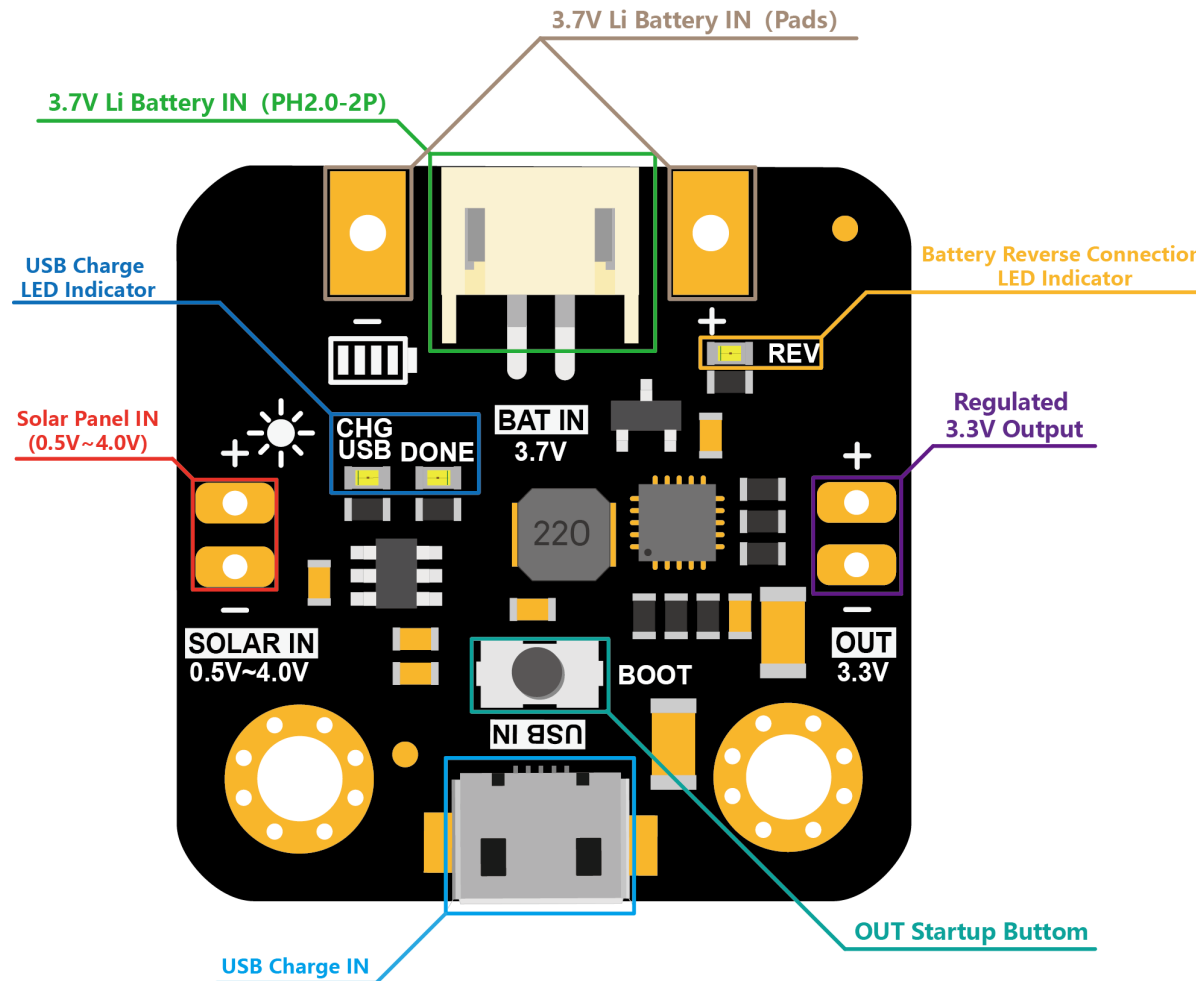 3.7V Li Battery IN (Pads)
3.7V Li Battery IN (PH2.0-2P)
USB Charge
LED Indicator
Battery Reverse Connection
LED Indicator
Solar Panel IN
(0.5V~4.0V)
Regulated
3.3V Output
−
+
REV
CHG
USB
DONE
BAT IN
3.7V
+
+
220
−
−
SOLAR IN
0.5V~4.0V
OUT
3.3V
BOOT
USB IN
OUT Startup Buttom
USB Charge IN